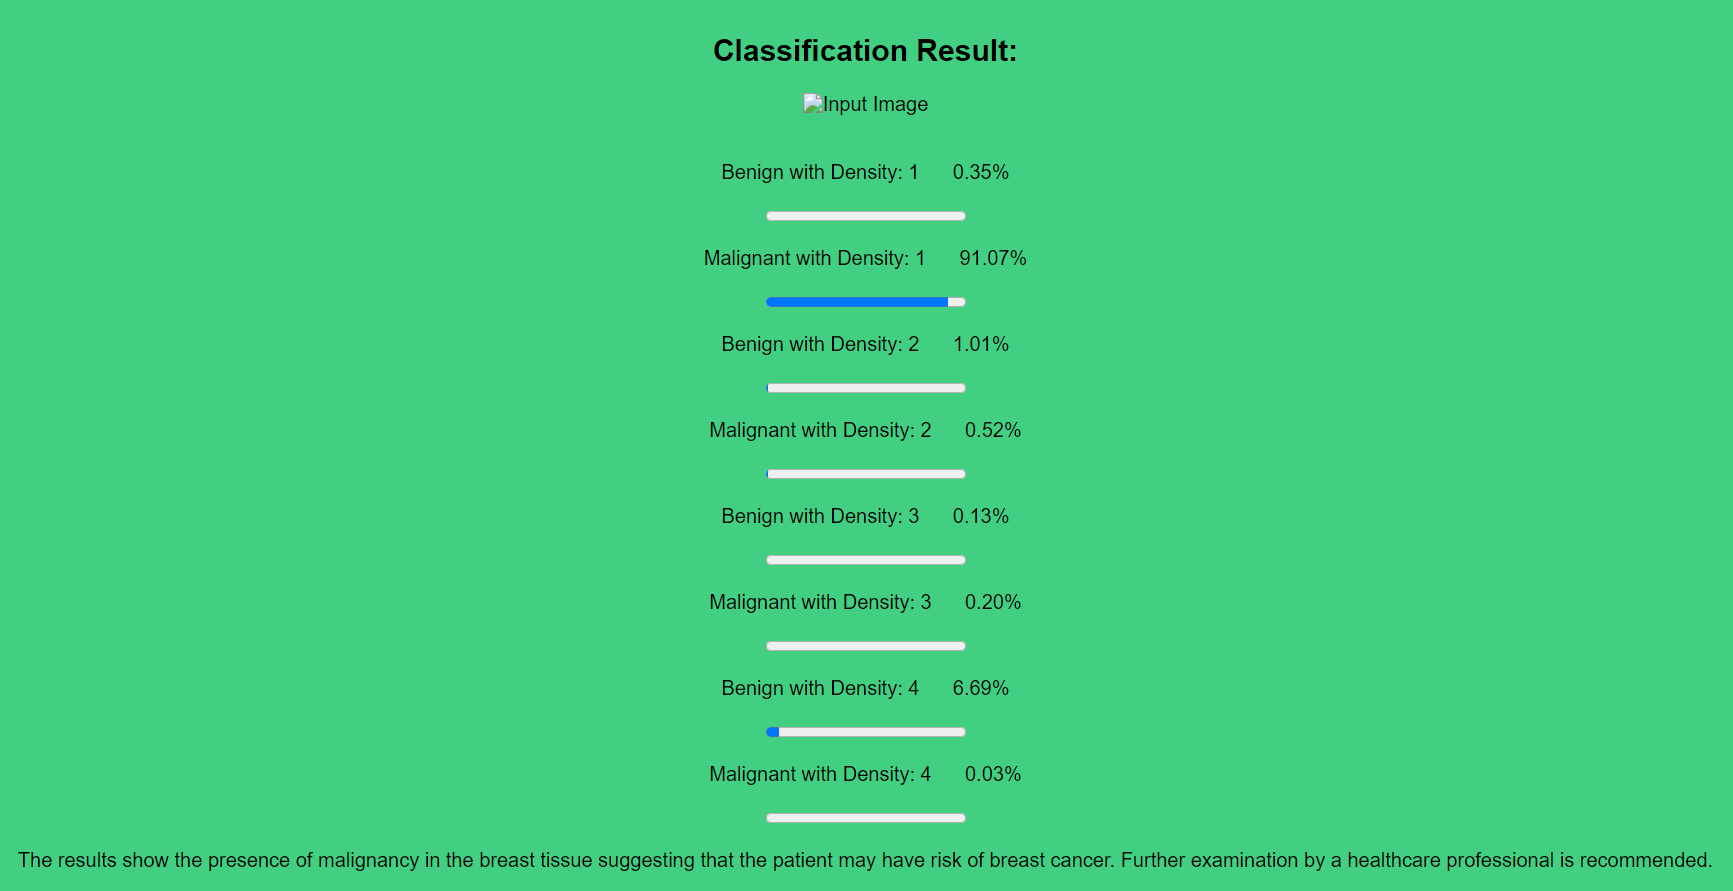 Classification Result:
Input Image
Benign with Density: 1 0.35%
Malignant with Density: 1 91.07%
Benign with Density: 2 1.01%
Malignant with Density: 2 0.52%
Benign with Density: 3 0.13%
Malignant with Density: 3 0.20%
Benign with Density: 4 6.69%
Malignant with Density: 4 0.03%
The results show the presence of malignancy in the breast tissue suggesting that the patient may have risk of breast cancer. Further examination by a healthcare professional is recommended.